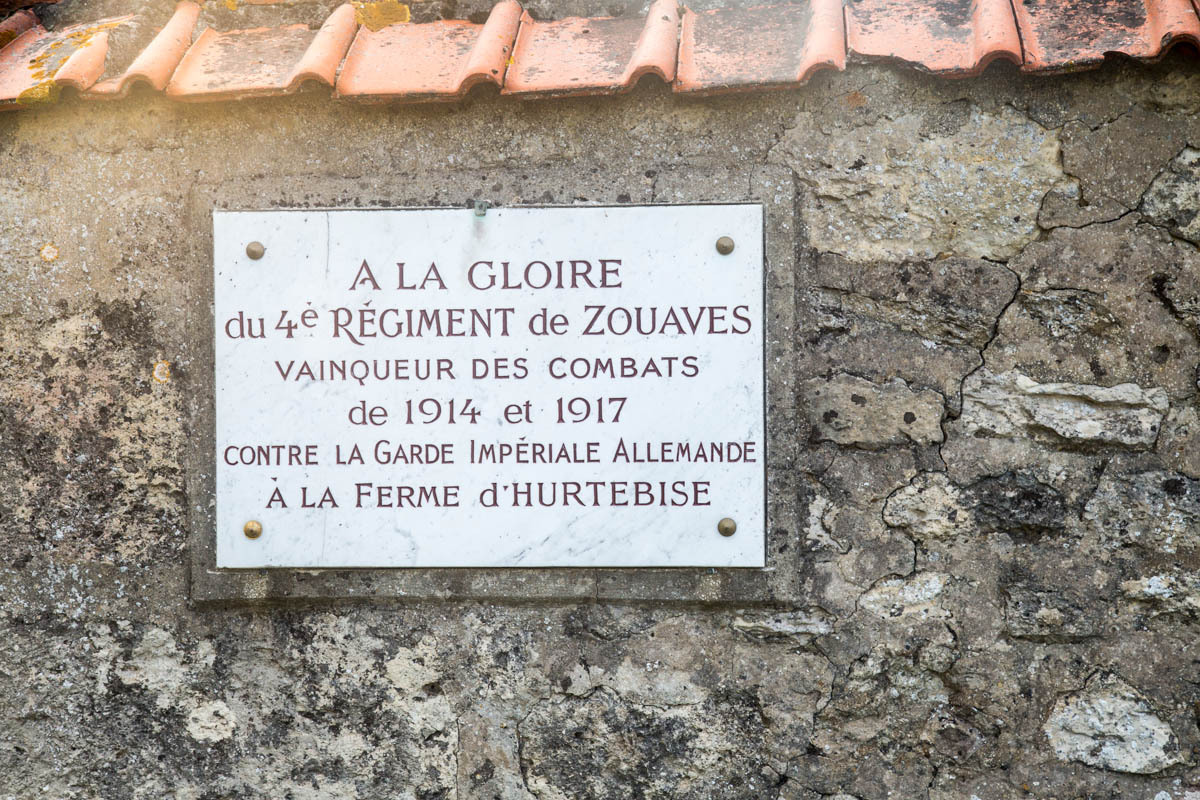 A LA GLOIRE
du 4è RÉGIMENT de ZOUAVES
VAINQUEUR DES COMBATS
de 1914 et 1917
CONTRE LA GARDE IMPÉRIALE ALLEMANDE
À LA FERME d'HURTEBISE